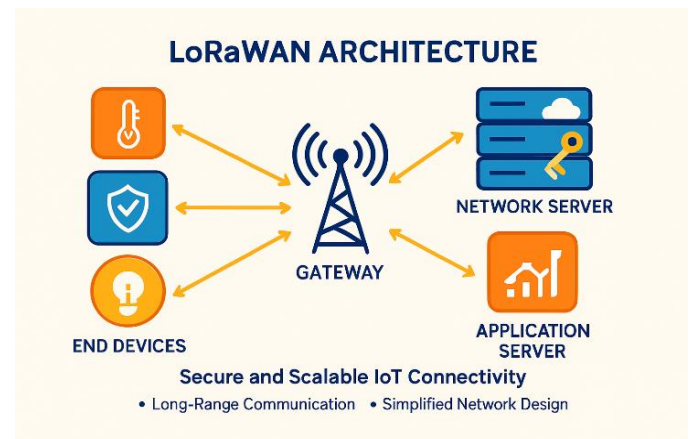 LoRaWAN ARCHITECTURE
NETWORK SERVER
GATEWAY
END DEVICES
APPLICATION
SERVER
Secure and Scalable IoT Connectivity
• Long-Range Communication • Simplified Network Design